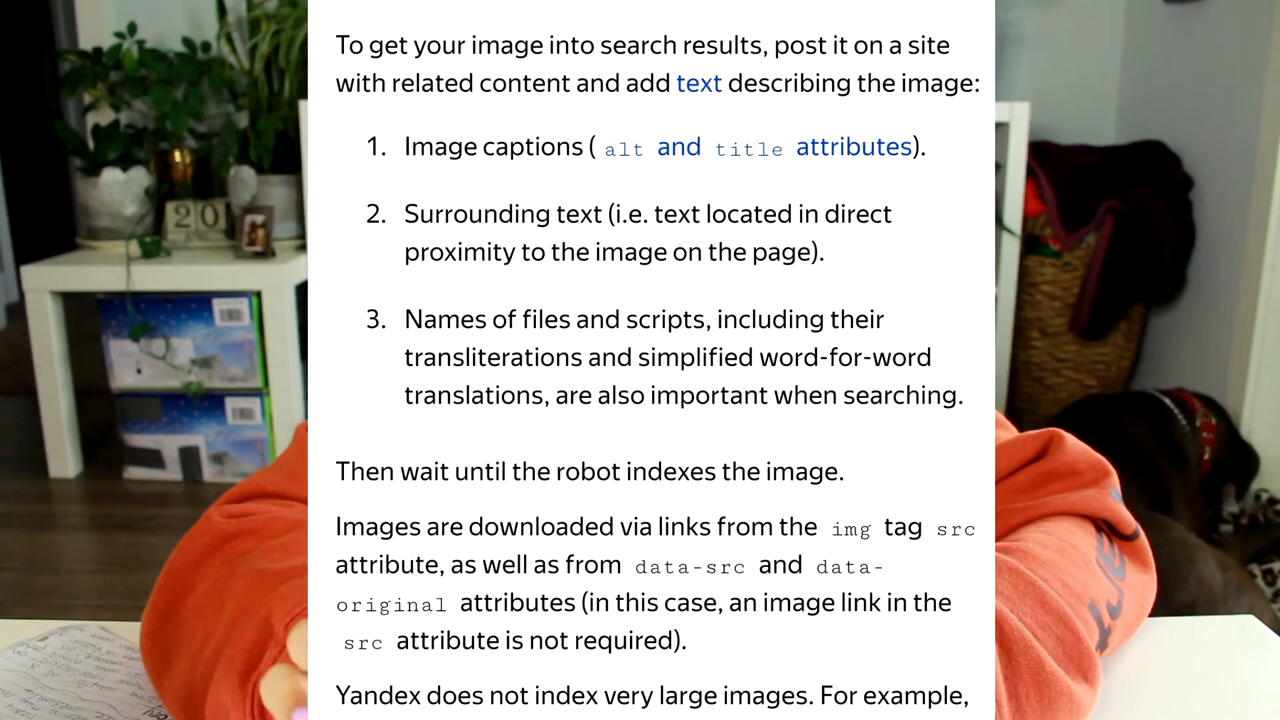 To get your image into search results, post it on a site
with related content and add text describing the image:
1. Image captions ( alt and title attributes).
2. Surrounding text (i.e. text located in direct
proximity to the image on the page).
3. Names of files and scripts, including their
transliterations and simplified word-for-word
translations, are also important when searching.
Then wait until the robot indexes the image.
Images are downloaded via links from the img tag src
attribute, as well as from data-src and data-
original attributes (in this case, an image link in the
src attribute is not required).
Yandex does not index very large images. For example,
20